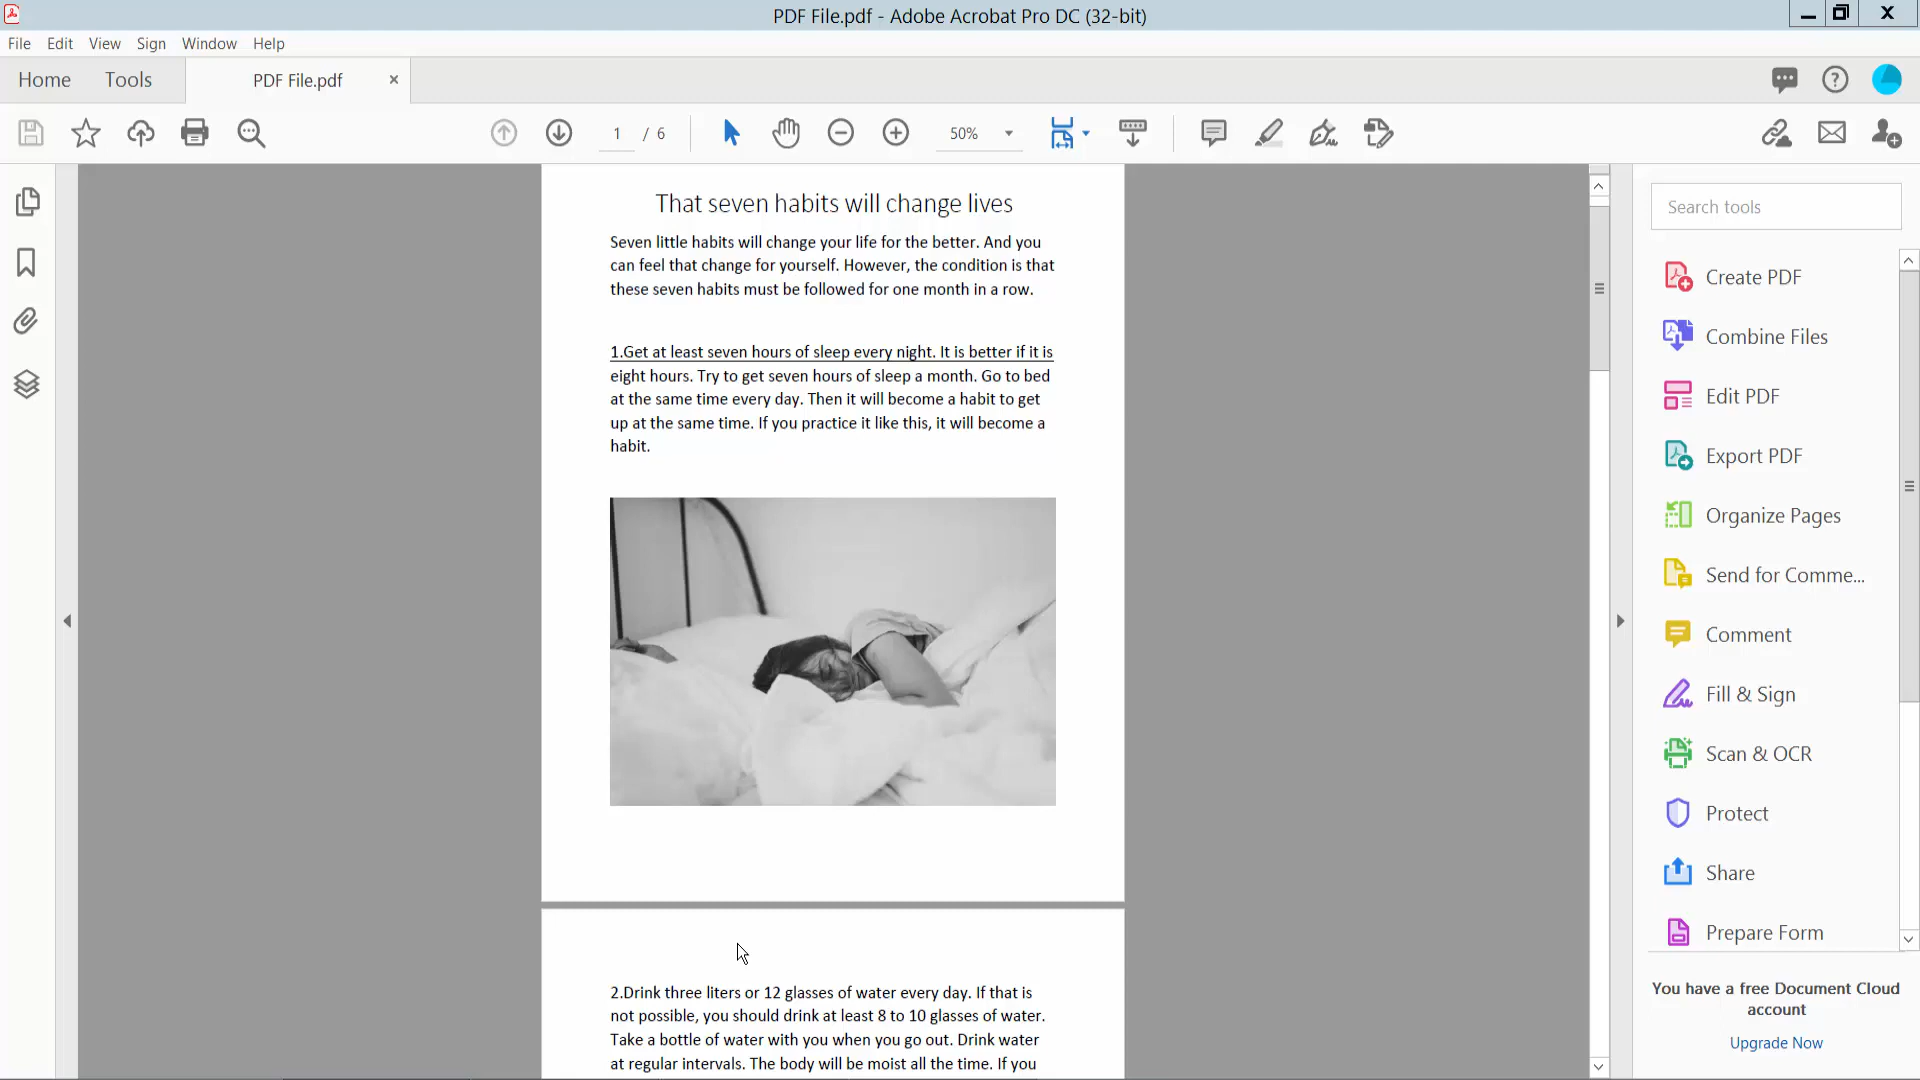 PDF File.pdf - Adobe Acrobat Pro DC (32-bit)
File Edit View Sign Window Help
Home Tools PDF File.pdf ×
1 / 6 50%
Search tools
Create PDF
Combine Files
Edit PDF
Export PDF
Organize Pages
Send for Comme...
Comment
Fill & Sign
Scan & OCR
Protect
Share
Prepare Form
You have a free Document Cloud
account
Upgrade Now
That seven habits will change lives
Seven little habits will change your life for the better. And you
can feel that change for yourself. However, the condition is that
these seven habits must be followed for one month in a row.
1.Get at least seven hours of sleep every night. It is better if it is
eight hours. Try to get seven hours of sleep a month. Go to bed
at the same time every day. Then it will become a habit to get
up at the same time. If you practice it like this, it will become a
habit.
2.Drink three liters or 12 glasses of water every day. If that is
not possible, you should drink at least 8 to 10 glasses of water.
Take a bottle of water with you when you go out. Drink water
at regular intervals. The body will be moist all the time. If you